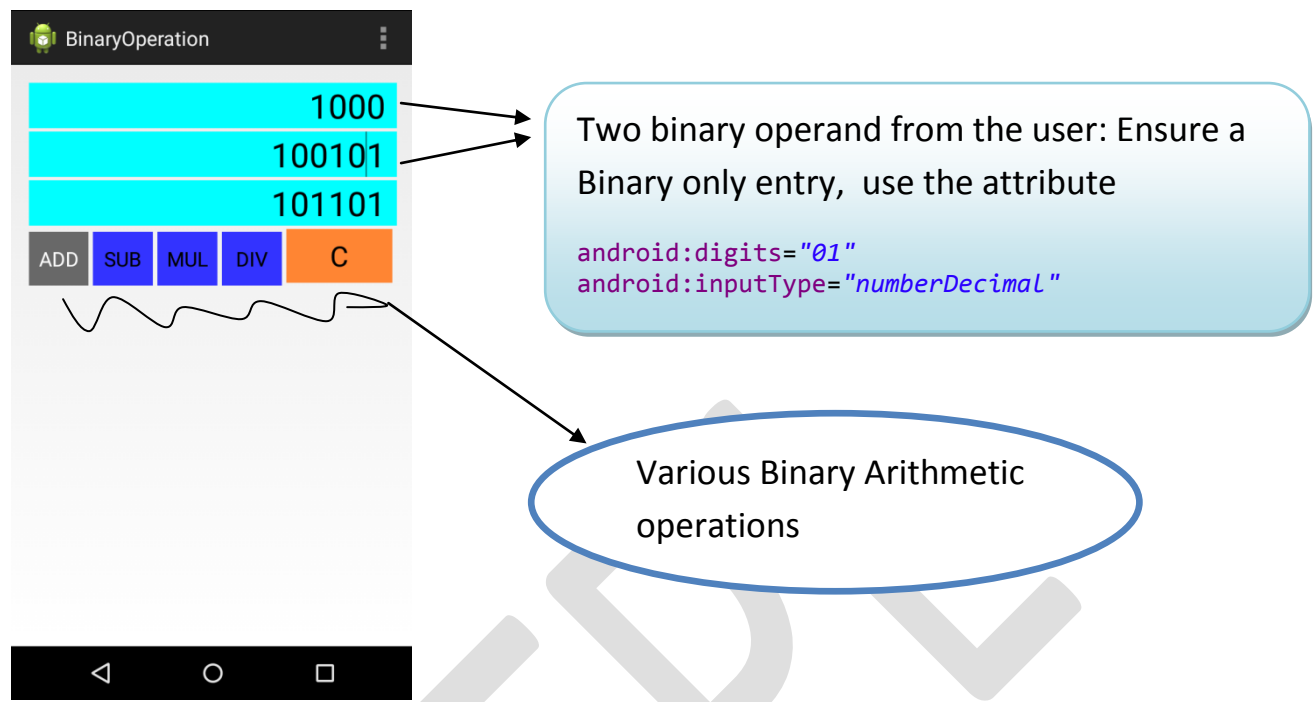 BinaryOperation
1000
100101
101101
ADD SUB MUL DIV C
Two binary operand from the user: Ensure a
Binary only entry, use the attribute
android:digits="01"
android:inputType="numberDecimal"
Various Binary Arithmetic
operations